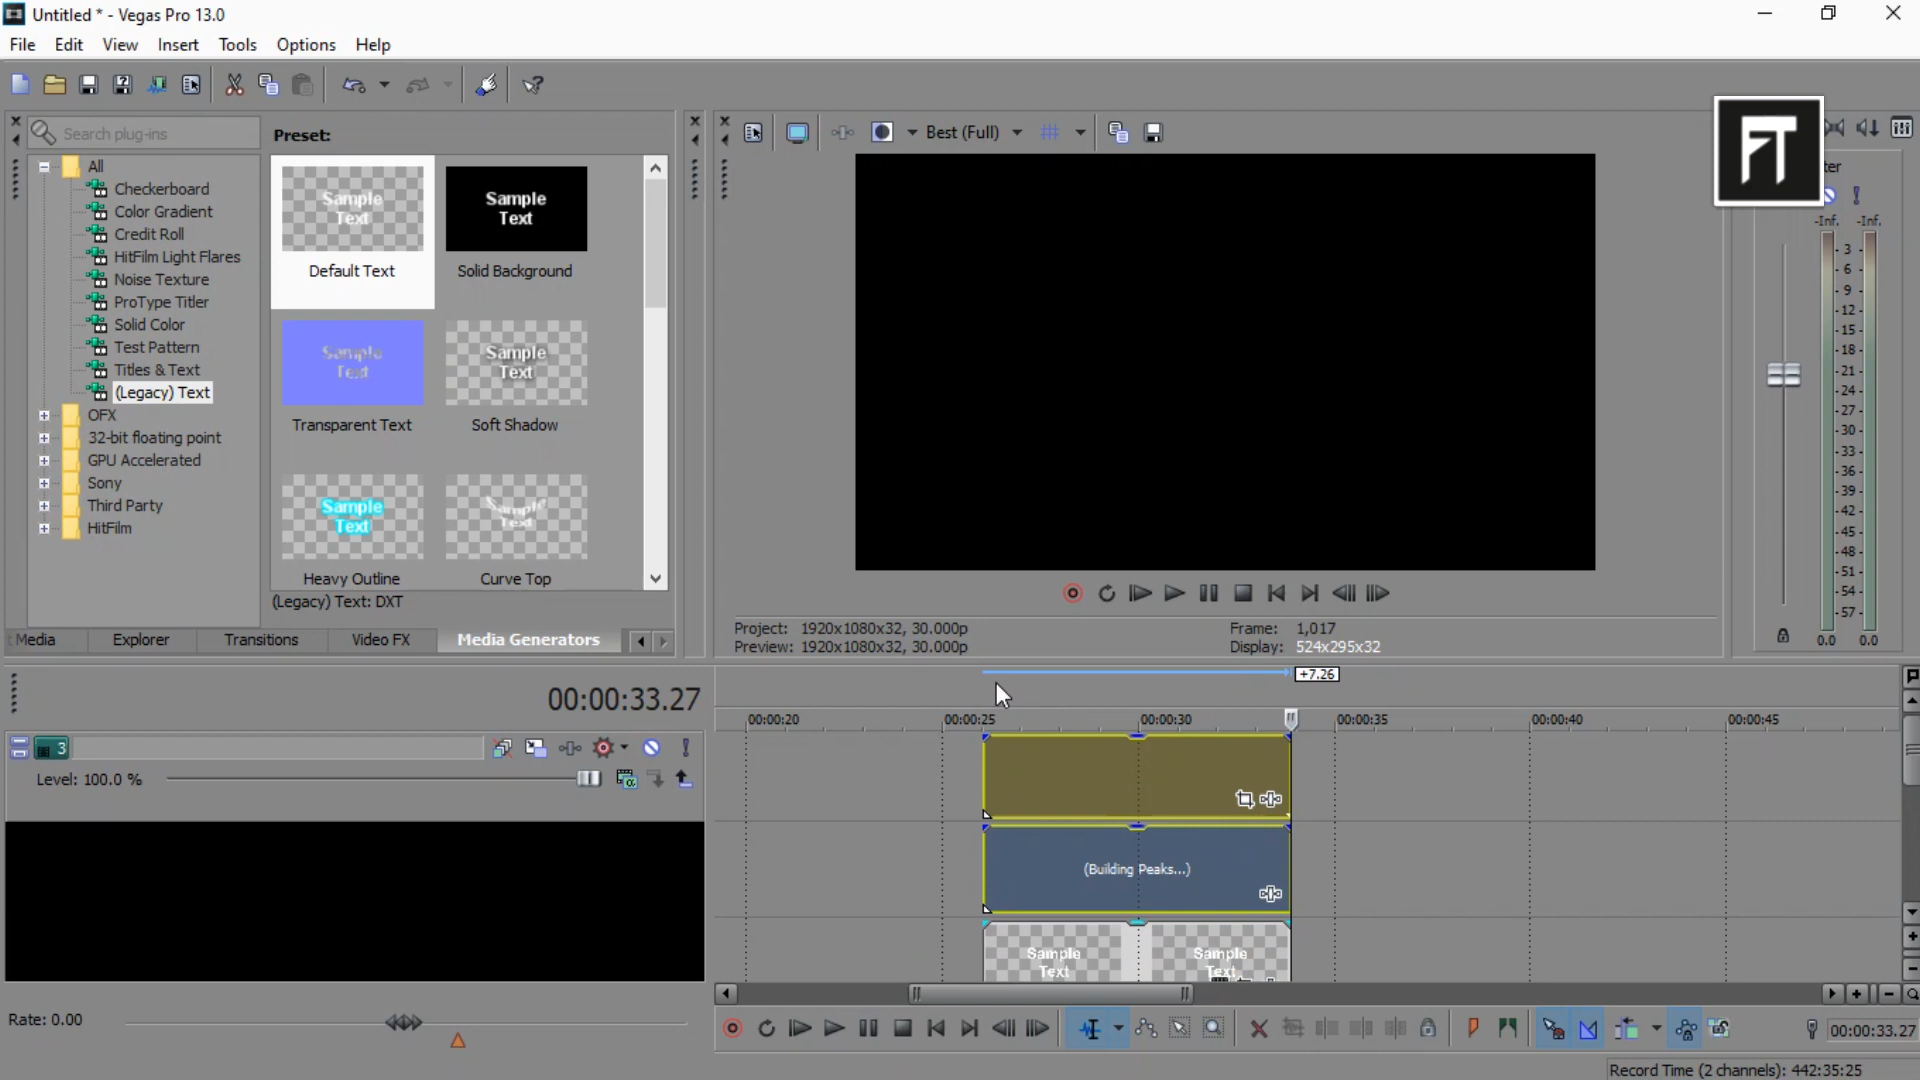 Untitled * - Vegas Pro 13.0
File Edit View Insert Tools Options Help
Search plug-ins
Preset:
Best (Full)
FT
ter
All
Checkerboard
Color Gradient
Credit Roll
HitFilm Light Flares
Noise Texture
ProType Titler
Solid Color
Test Pattern
Titles & Text
(Legacy) Text
OFX
32-bit floating point
GPU Accelerated
Sony
Third Party
HitFilm
Sample
Text
Default Text
Sample
Text
Solid Background
Sample
Text
Transparent Text
Sample
Text
Soft Shadow
Sample
Text
Heavy Outline
Sample
Text
Curve Top
(Legacy) Text: DXT
-Inf. -Inf.
- 3 -
- 6 -
- 9 -
-12-
-15-
-18-
-21-
-24-
-27-
-30-
-33-
-36-
-39-
-42-
-45-
-48-
-51-
-54-
-57-
0.0 0.0
t Media Explorer Transitions Video FX Media Generators
Project: 1920x1080x32, 30.000p
Preview: 1920x1080x32, 30.000p
Frame: 1,017
Display: 524x295x32
+7.26
00:00:33.27
00:00:20 00:00:25 00:00:30 00:00:35 00:00:40 00:00:45
3
Level: 100.0 %
(Building Peaks...)
Sample
Text
Sample
Text
Rate: 0.00
00:00:33.27
Record Time (2 channels): 442:35:25